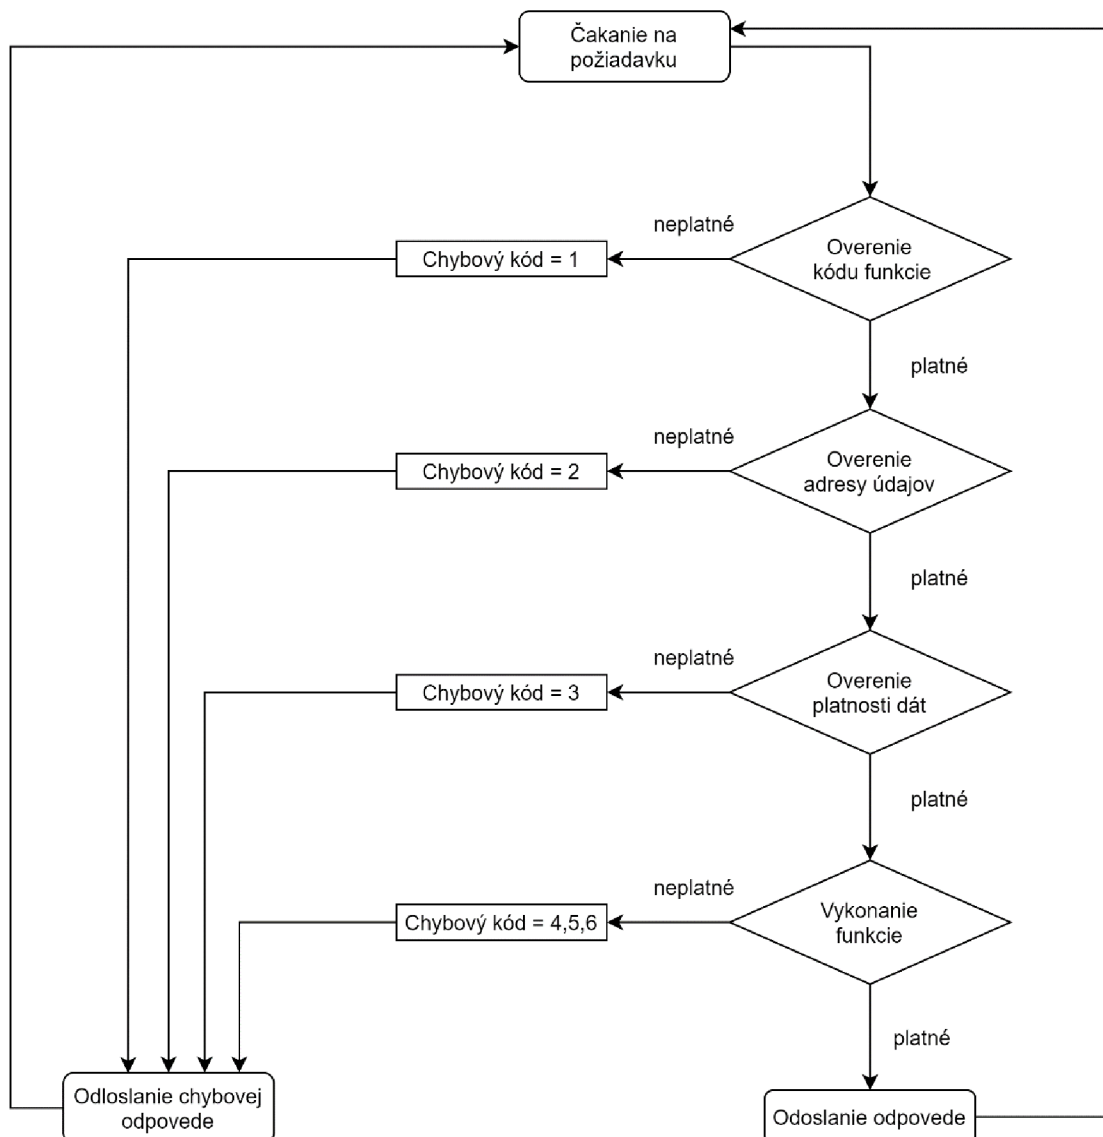 Čakanie na
požiadavku
neplatné
Chybový kód = 1
Overenie
kódu funkcie
platné
neplatné
Chybový kód = 2
Overenie
adresy údajov
platné
neplatné
Chybový kód = 3
Overenie
platnosti dát
platné
neplatné
Chybový kód = 4,5,6
Vykonanie
funkcie
platné
Odloslanie chybovej
odpovede
Odoslanie odpovede